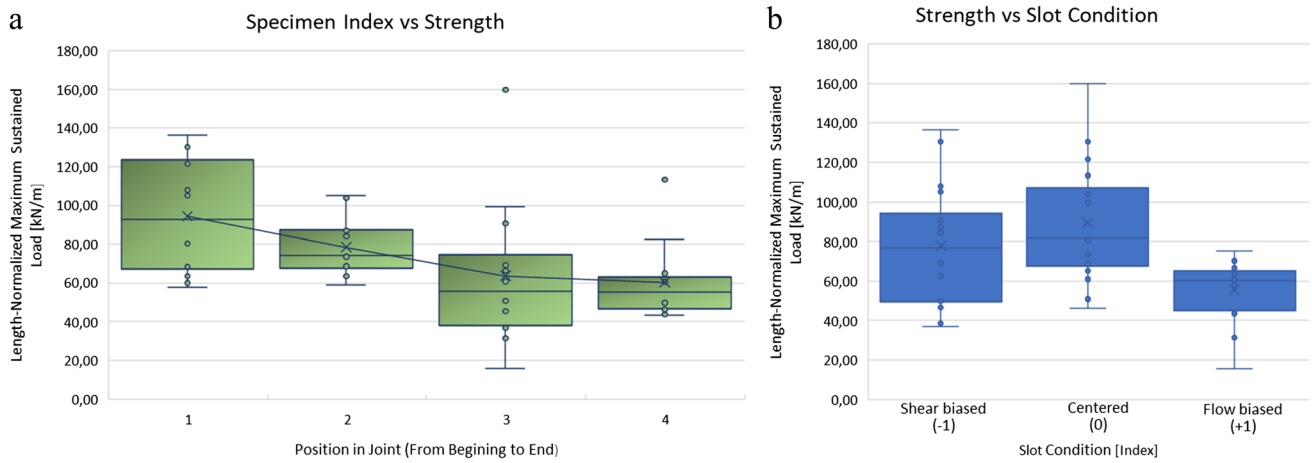 a
Specimen Index vs Strength
Length-Normalized Maximum Sustained
Load [kN/m]
180,00
160,00
140,00
120,00
100,00
80,00
60,00
40,00
20,00
0,00
1 2 3 4
Position in Joint (From Begining to End)
b
Strength vs Slot Condition
Length-Normalized Maximum Sustained
Load [kN/m]
180,00
160,00
140,00
120,00
100,00
80,00
60,00
40,00
20,00
0,00
Shear biased Centered Flow biased
(-1) (0) (+1)
Slot Condition [Index]